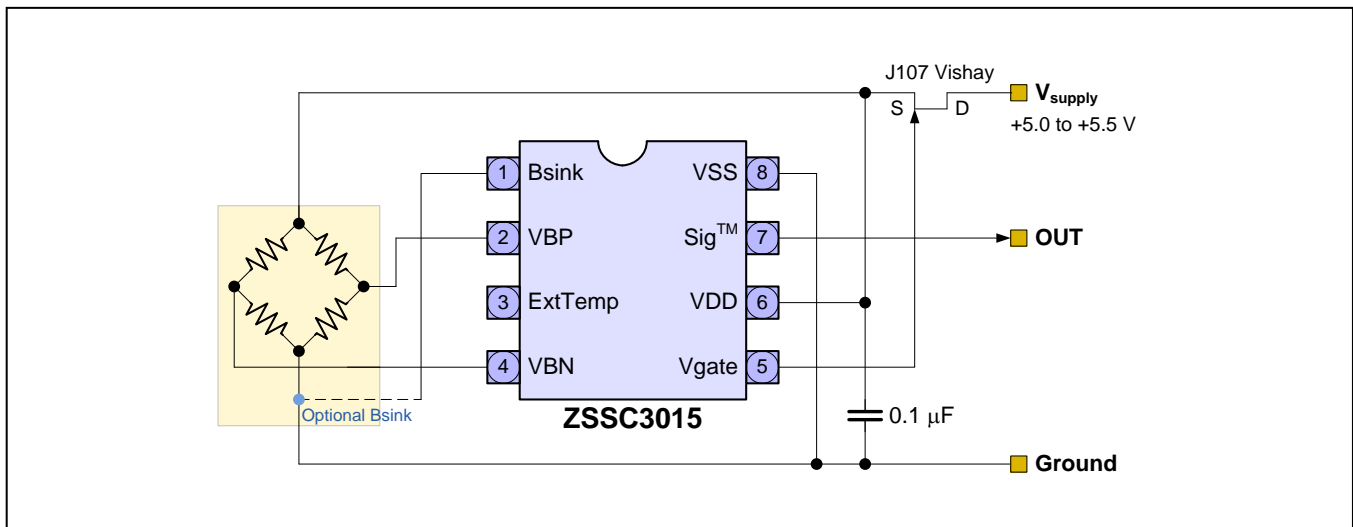 J107 Vishay
S
D
V_supply
+5.0 to +5.5 V
1
Bsink
VSS
8
2
VBP
Sig™
7
OUT
3
ExtTemp
VDD
6
4
VBN
Vgate
5
Optional Bsink
ZSSC3015
0.1 μF
Ground